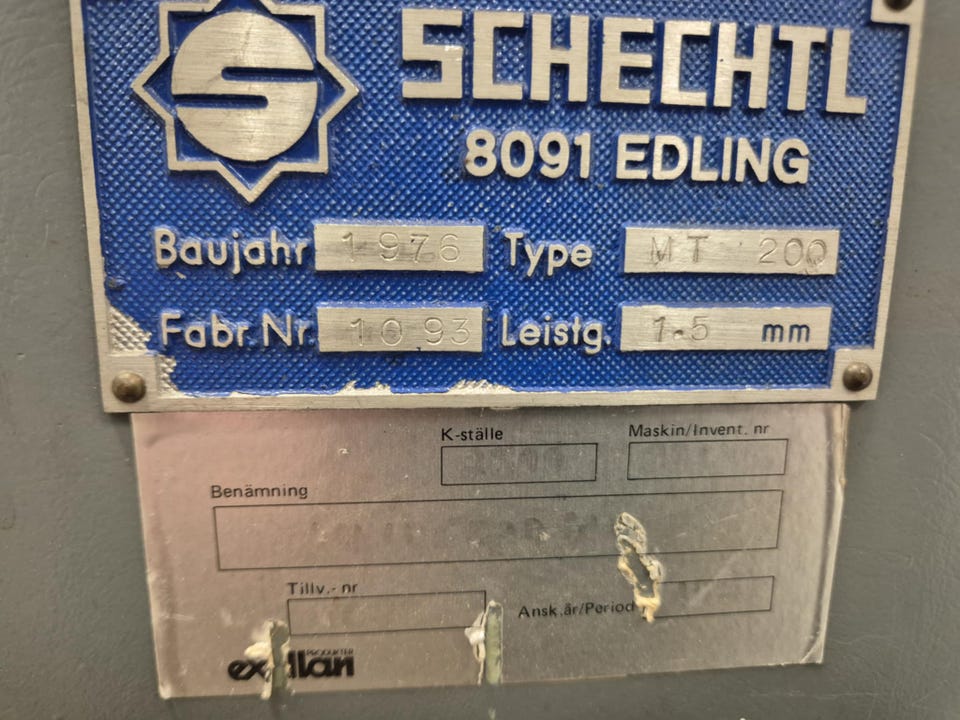 SCHECHTL
8091 EDLING
Baujahr 1976 Type MT 200
Fabr. Nr. 1093 Leistg. 1.5 mm
K-ställe Maskin/Invent. nr
Benämning
Tillv.- nr
Ansk.år/Period
PRODUKTER